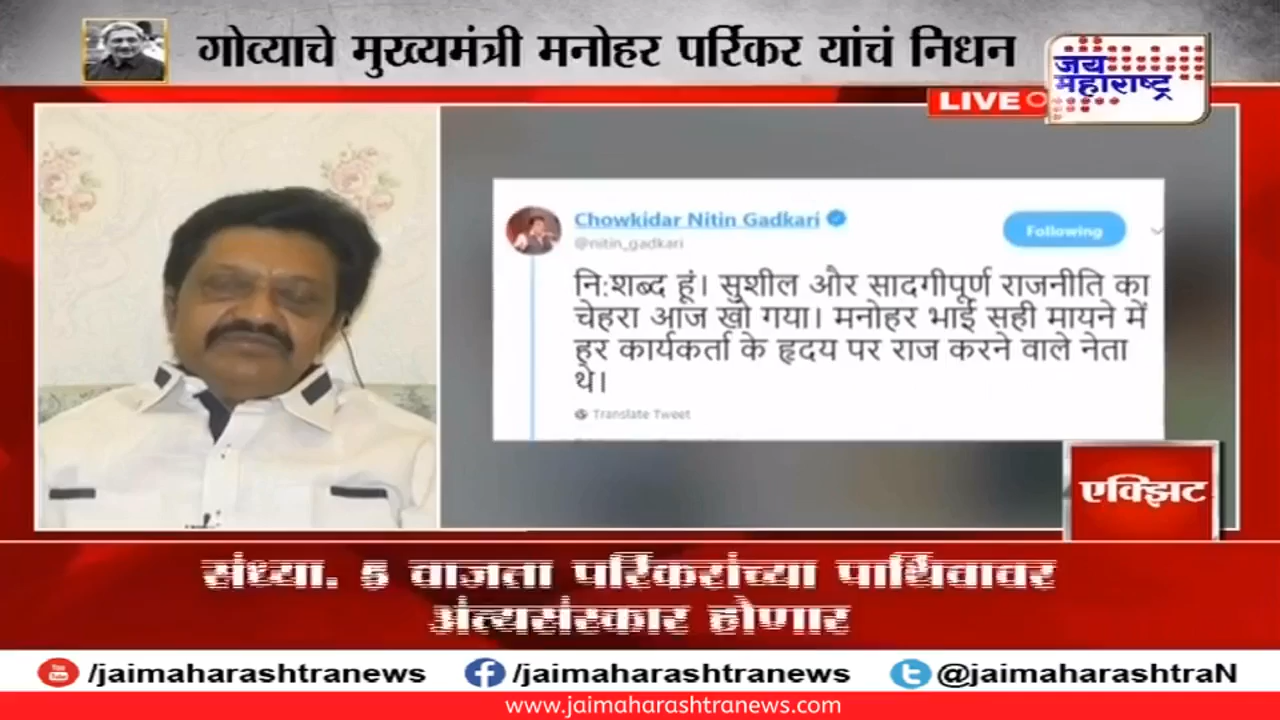 गोव्याचे मुख्यमंत्री मनोहर पर्रिकर यांचं निधन
जय
महाराष्ट्र
LIVE
Chowkidar Nitin Gadkari
@nitin_gadkari
Following
नि:शब्द हूं। सुशील और सादगीपूर्ण राजनीति का
चेहरा आज खो गया। मनोहर भाई सही मायने में
हर कार्यकर्ता के हृदय पर राज करने वाले नेता
थे।
Translate Tweet
एक्झिट
संध्या. 5 वाजता पर्रिकरांच्या पार्थिवावर
अंत्यसंस्कार होणार
You Tube /jaimaharashtranews f /jaimaharashtranews @jaimaharashtraN
www.jaimaharashtranews.com